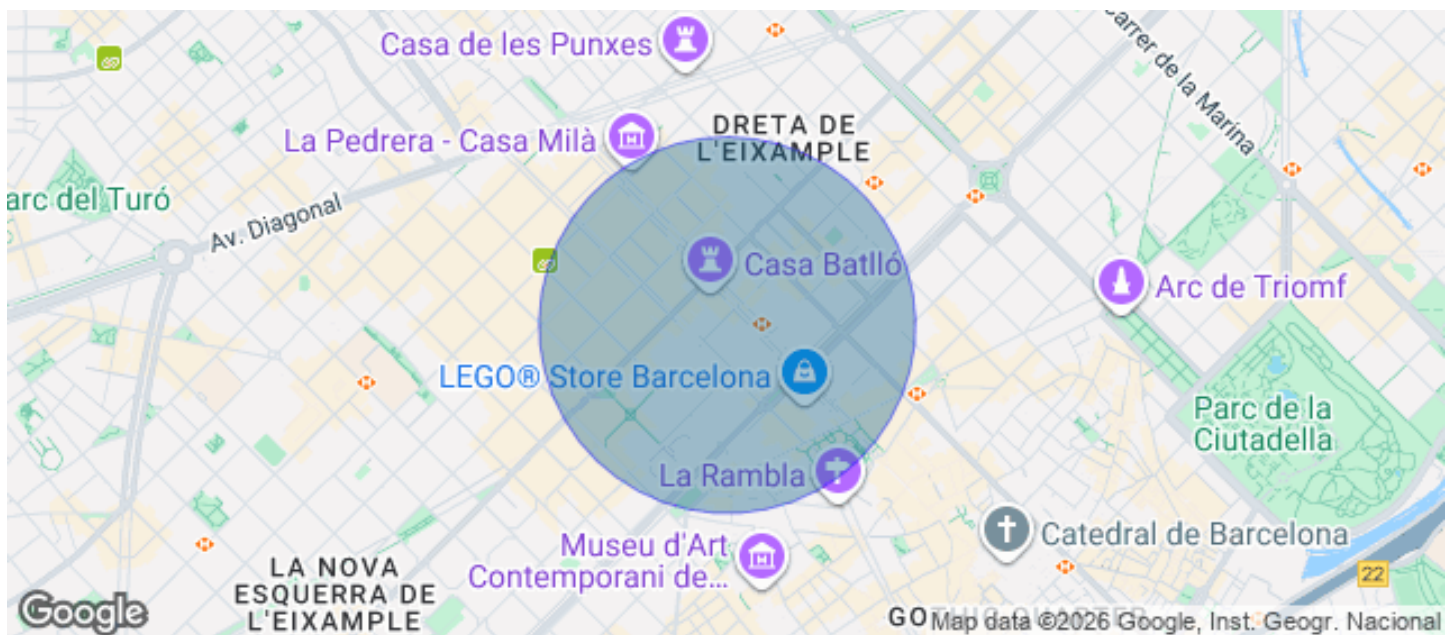 Casa de les Punxes
Carrer de la Marina
DRETA DE
L'EIXAMPLE
La Pedrera - Casa Milà
arc del Turó
Av. Diagonal
Casa Batlló
Arc de Triomf
LEGO® Store Barcelona
Parc de la
Ciutadella
La Rambla
Catedral de Barcelona
Museu d'Art
Contemporani de...
22
LA NOVA
ESQUERRA DE
L'EIXAMPLE
Google
Map data ©2026 Google, Inst. Geogr. Nacional